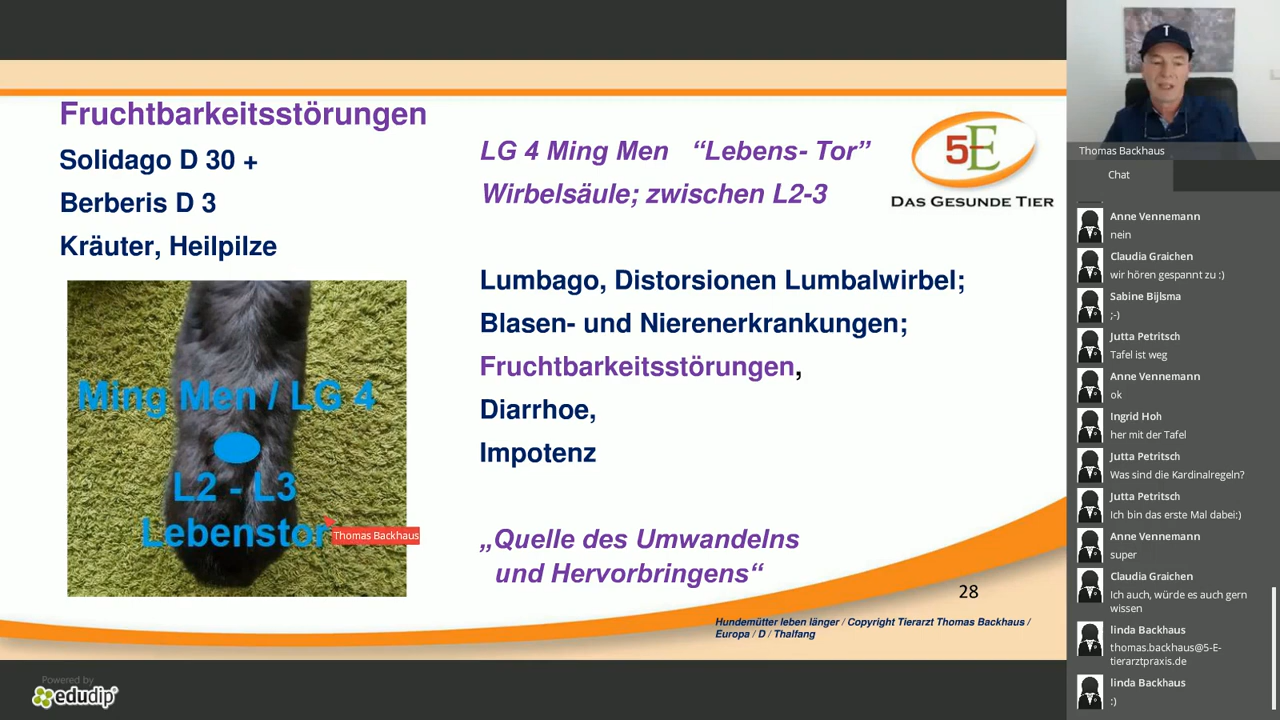 Fruchtbarkeitsstörungen
Solidago D 30 +
Berberis D 3
Kräuter, Heilpilze
Ming Men / LG 4
L2 - L3
Lebenstor
Thomas Backhaus
LG 4 Ming Men “Lebens- Tor”
Wirbelsäule; zwischen L2-3
Lumbago, Distorsionen Lumbalwirbel;
Blasen- und Nierenerkrankungen;
Fruchtbarkeitsstörungen,
Diarrhoe,
Impotenz
„Quelle des Umwandelns
und Hervorbringens“
5E
DAS GESUNDE TIER
28
Hundemütter leben länger / Copyright Tierarzt Thomas Backhaus /
Europa / D / Thalfang
Powered by
edudip
T
Thomas Backhaus
Chat
Anne Vennemann
nein
Claudia Graichen
wir hören gespannt zu :)
Sabine Bijlsma
;-)
Jutta Petritsch
Tafel ist weg
Anne Vennemann
ok
Ingrid Hoh
her mit der Tafel
Jutta Petritsch
Was sind die Kardinalregeln?
Jutta Petritsch
Ich bin das erste Mal dabei:)
Anne Vennemann
super
Claudia Graichen
Ich auch, würde es auch gern
wissen
linda Backhaus
thomas.backhaus@5-E-
tierarztpraxis.de
linda Backhaus
:)